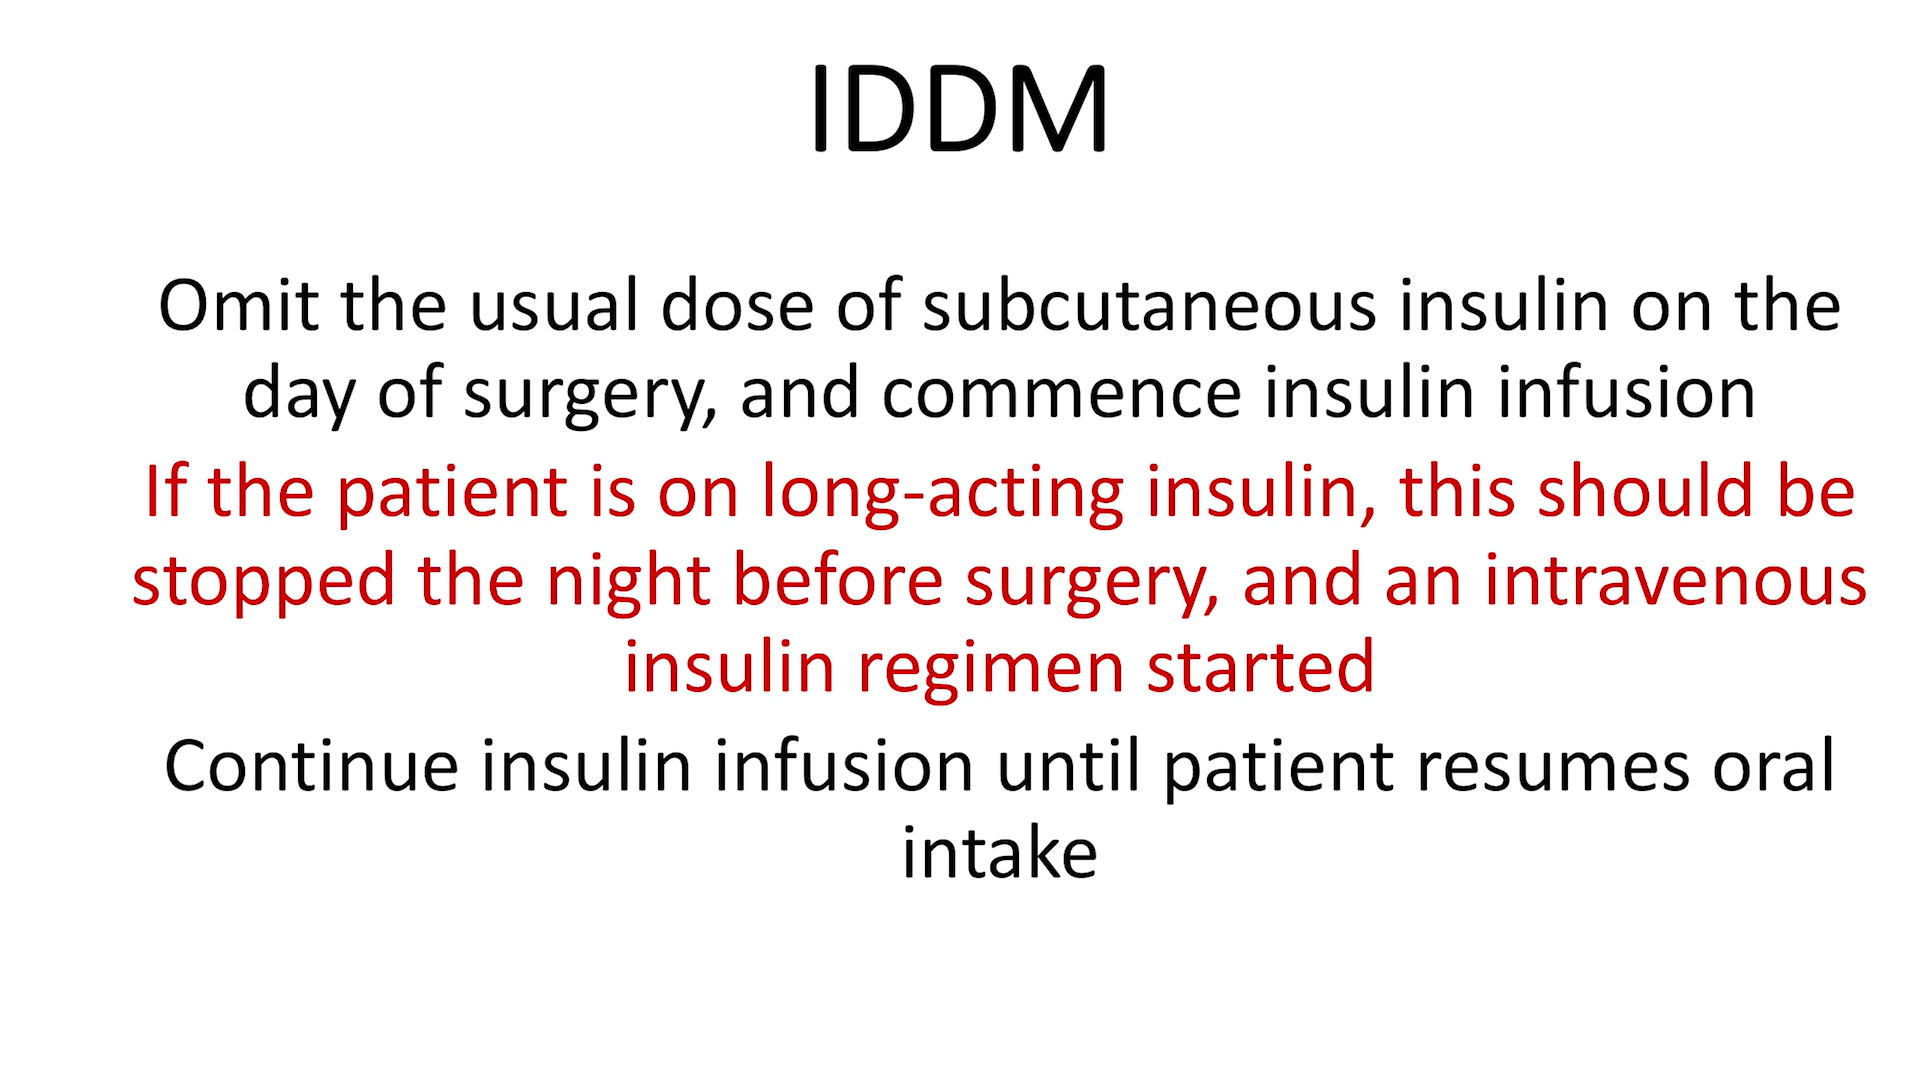 IDDM
Omit the usual dose of subcutaneous insulin on the
day of surgery, and commence insulin infusion
If the patient is on long-acting insulin, this should be
stopped the night before surgery, and an intravenous
insulin regimen started
Continue insulin infusion until patient resumes oral
intake